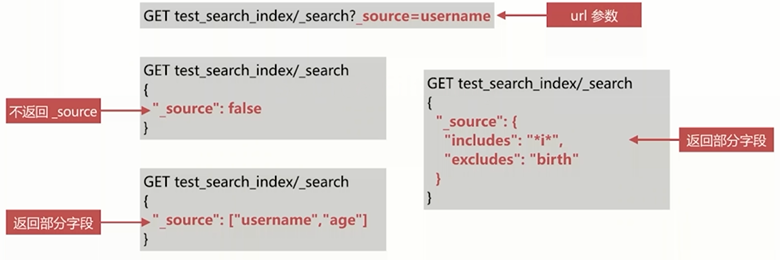 GET test_search_index/_search?_source=username
url 参数
GET test_search_index/_search
{
"_source": false
}
不返回 _source
GET test_search_index/_search
{
"_source": {
"includes": "*i*",
"excludes": "birth"
}
}
返回部分字段
GET test_search_index/_search
{
"_source": ["username","age"]
}
返回部分字段